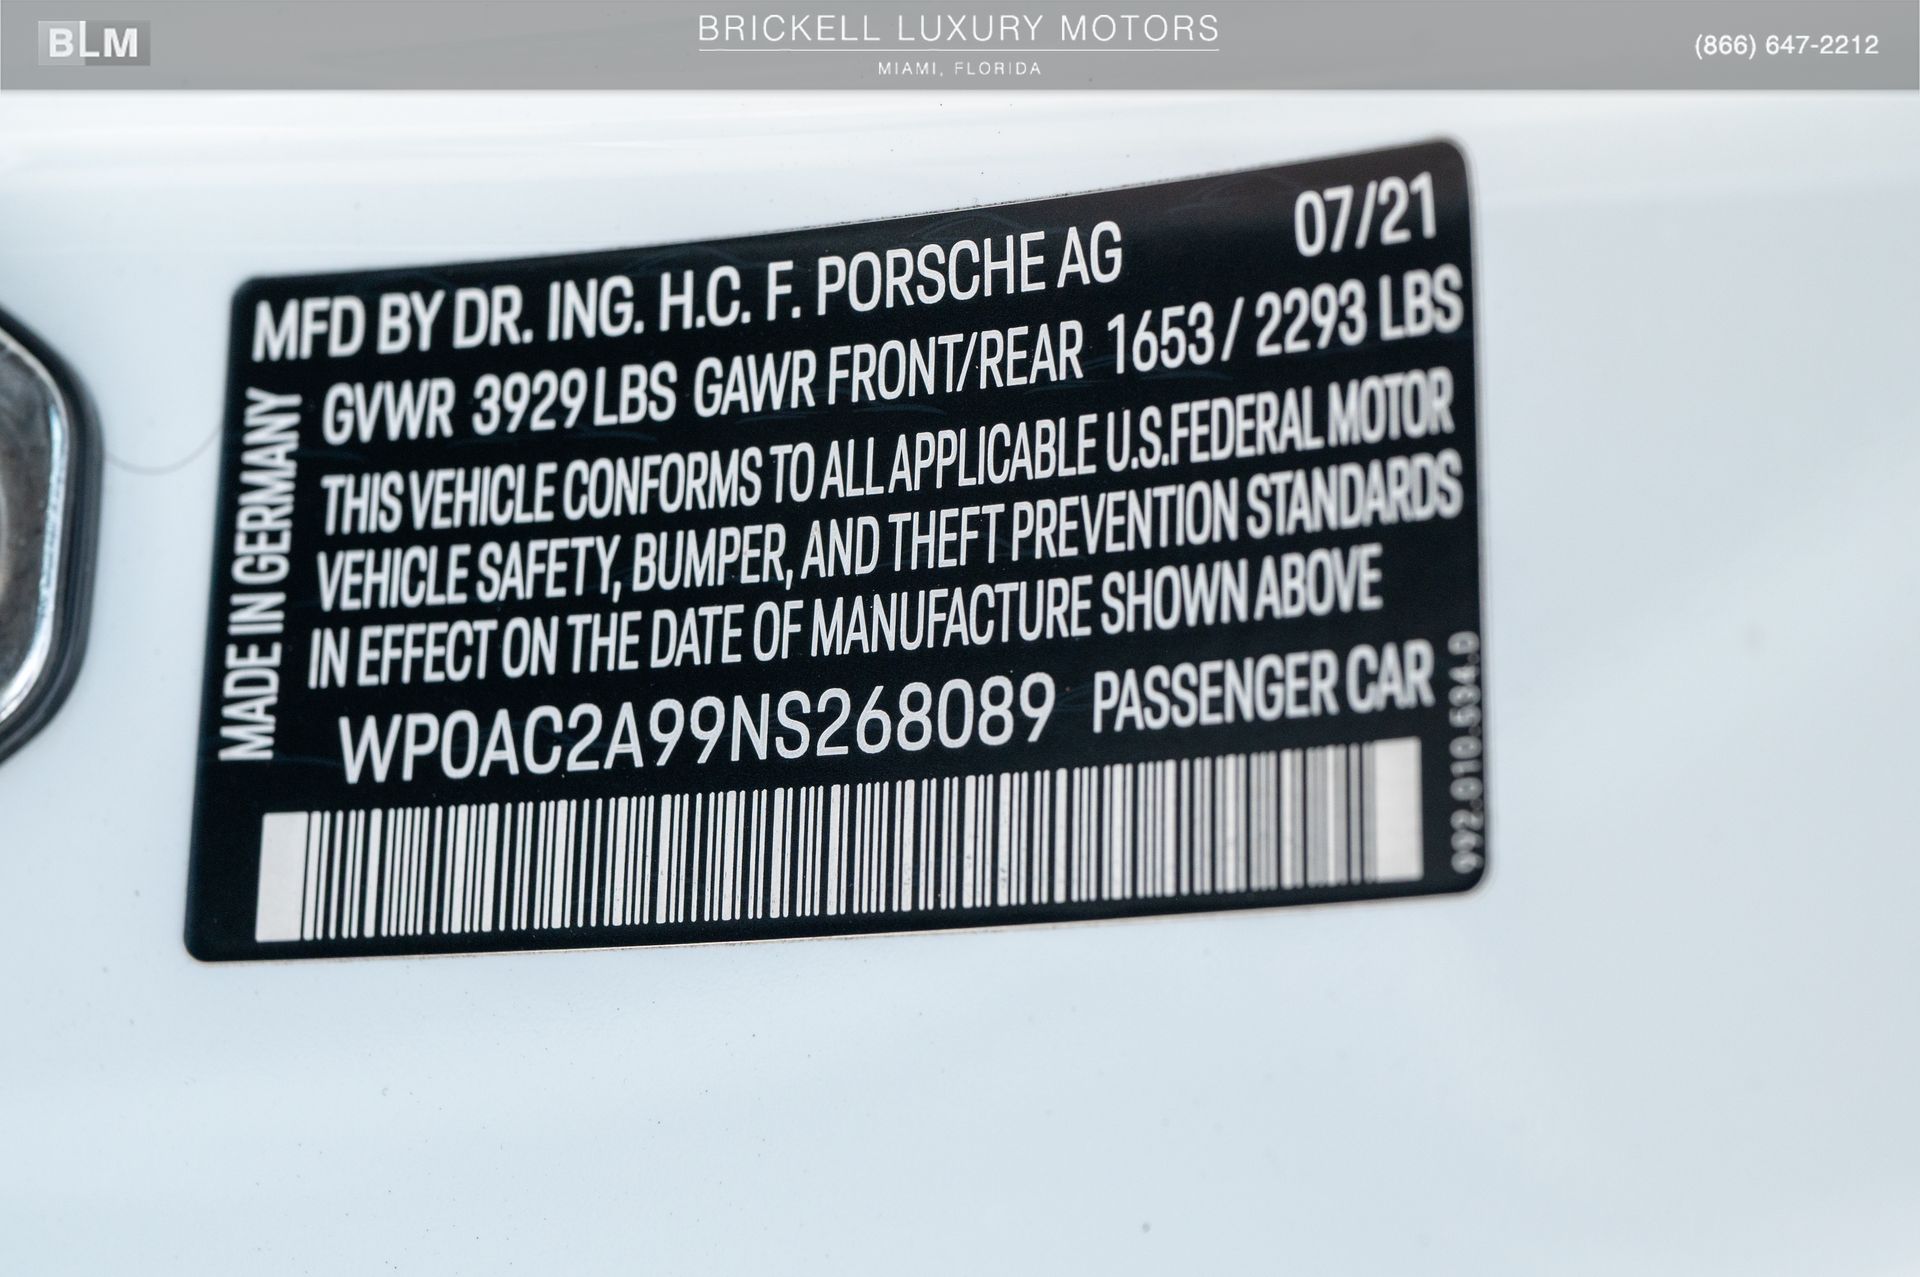 BLM
BRICKELL LUXURY MOTORS
MIAMI, FLORIDA
(866) 647-2212
MFD BY DR. ING. H.C. F. PORSCHE AG 07/21
GVWR 3929 LBS GAWR FRONT/REAR 1653 / 2293 LBS
THIS VEHICLE CONFORMS TO ALL APPLICABLE U.S.FEDERAL MOTOR
VEHICLE SAFETY, BUMPER, AND THEFT PREVENTION STANDARDS
IN EFFECT ON THE DATE OF MANUFACTURE SHOWN ABOVE
WP0AC2A99NS268089 PASSENGER CAR
MADE IN GERMANY
992.010.534.D